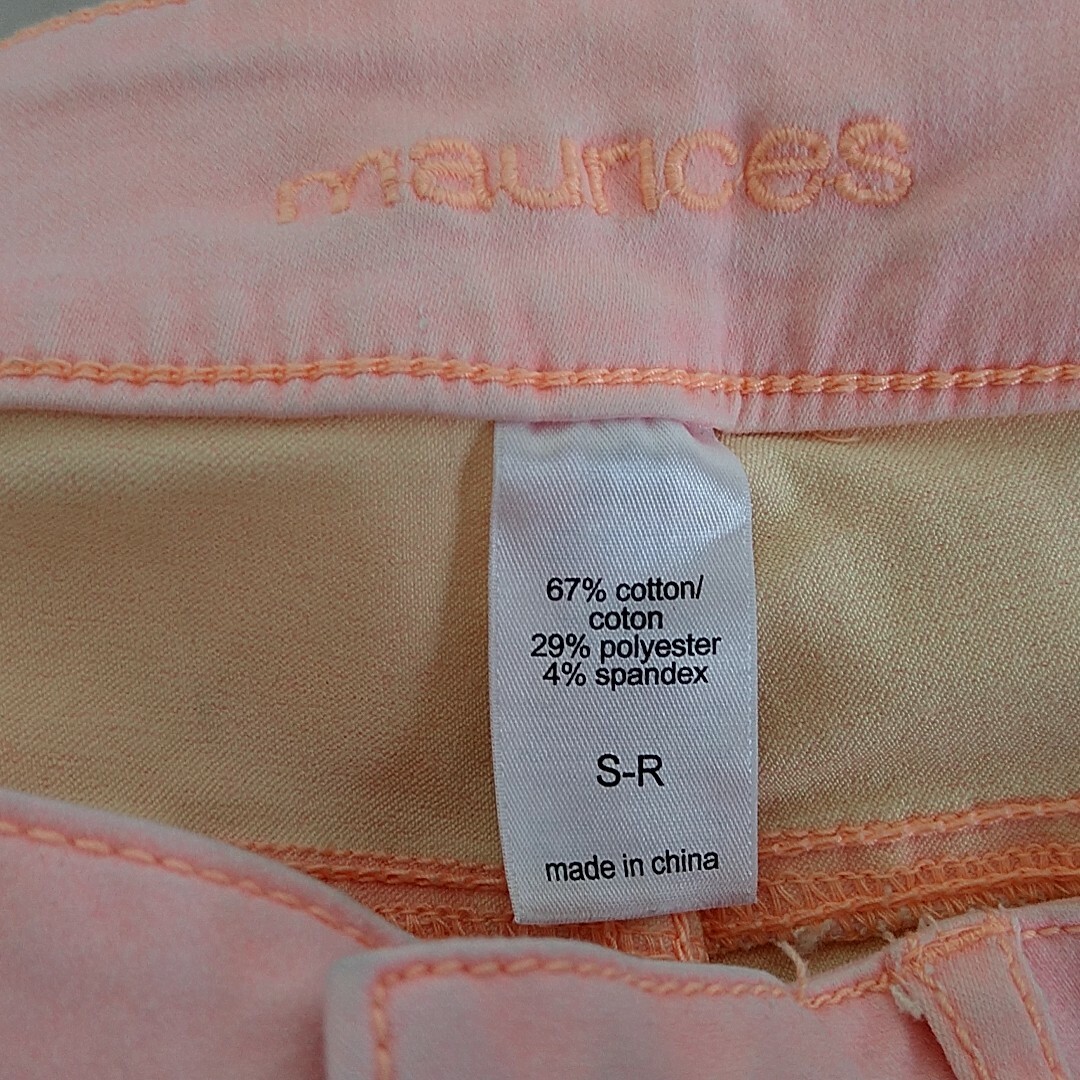 maurices
67% cotton/
coton
29% polyester
4% spandex
S-R
made in china